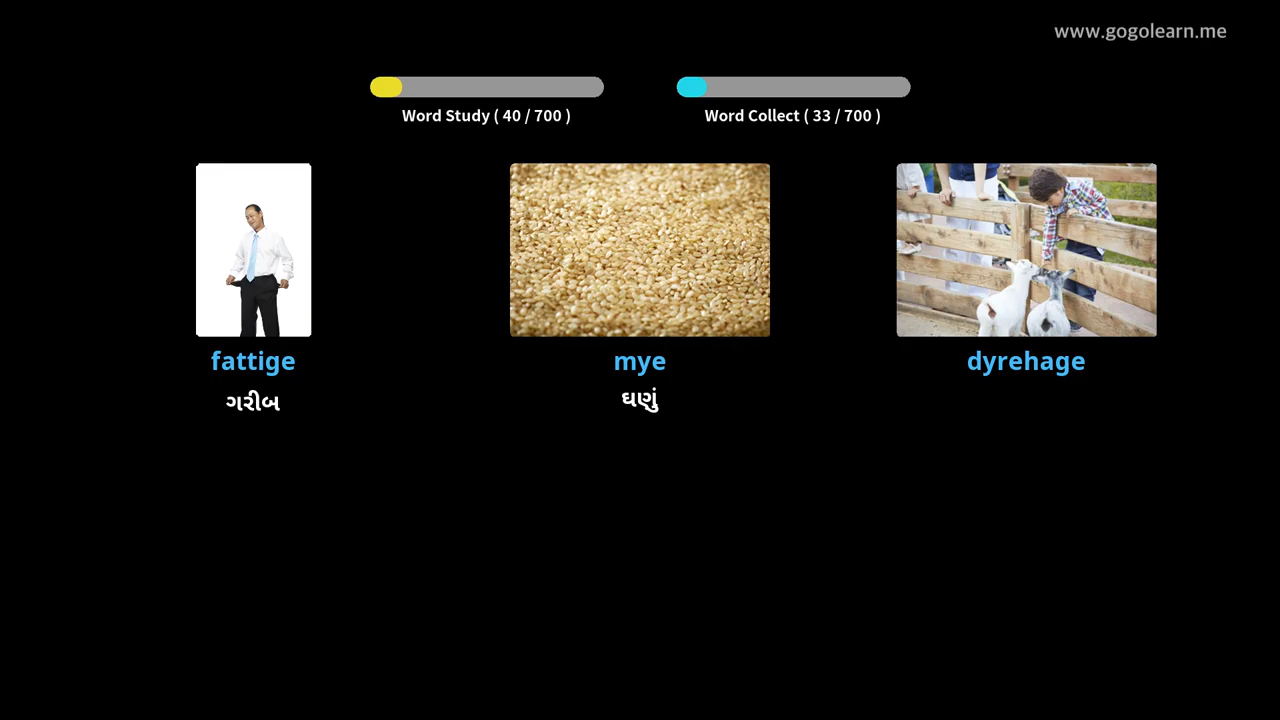 www.gogolearn.me
Word Study ( 40 / 700 )
Word Collect ( 33 / 700 )
fattige
mye
dyrehage
ગરીબ
ઘણું